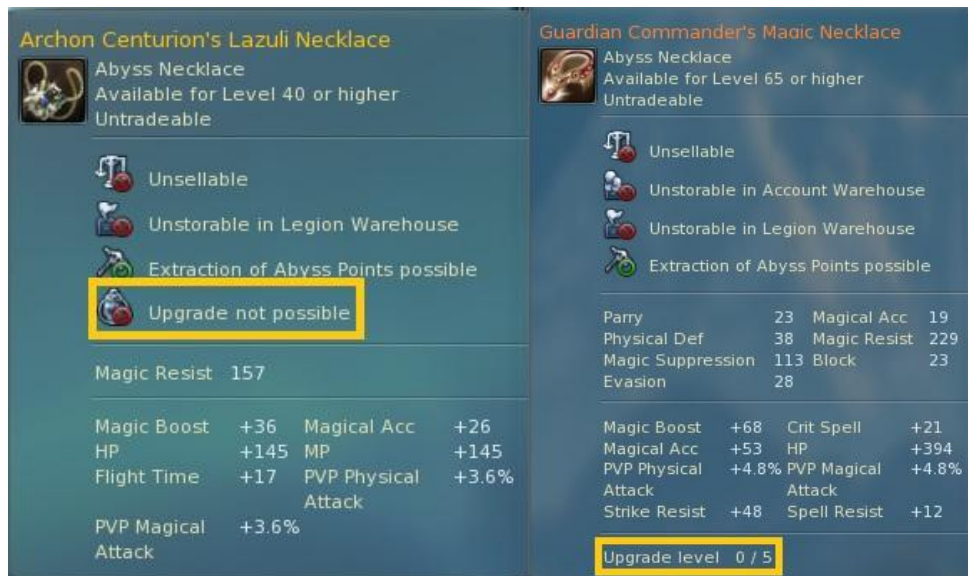 Archon Centurion's Lazuli Necklace
Abyss Necklace
Available for Level 40 or higher
Untradeable
Unsellable
Unstorable in Legion Warehouse
Extraction of Abyss Points possible
Upgrade not possible
Magic Resist 157
Magic Boost +36 Magical Acc +26
HP +145 MP +145
Flight Time +17 PVP Physical +3.6%
Attack
PVP Magical +3.6%
Attack
Guardian Commander's Magic Necklace
Abyss Necklace
Available for Level 65 or higher
Untradeable
Unsellable
Unstorable in Account Warehouse
Unstorable in Legion Warehouse
Extraction of Abyss Points possible
Parry 23 Magical Acc 19
Physical Def 38 Magic Resist 229
Magic Suppression 113 Block 23
Evasion 28
Magic Boost +68 Crit Spell +21
Magical Acc +53 HP +394
PVP Physical +4.8% PVP Magical +4.8%
Attack Attack
Strike Resist +48 Spell Resist +12
Upgrade level 0 / 5